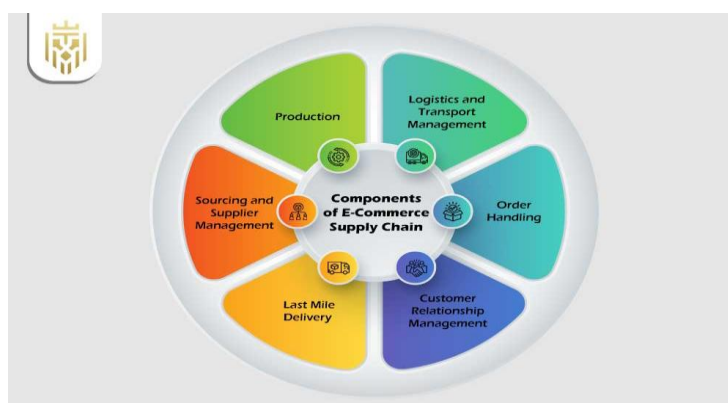 Components
of E-Commerce
Supply Chain
Production
Logistics and
Transport
Management
Order
Handling
Customer
Relationship
Management
Last Mile
Delivery
Sourcing and
Supplier
Management